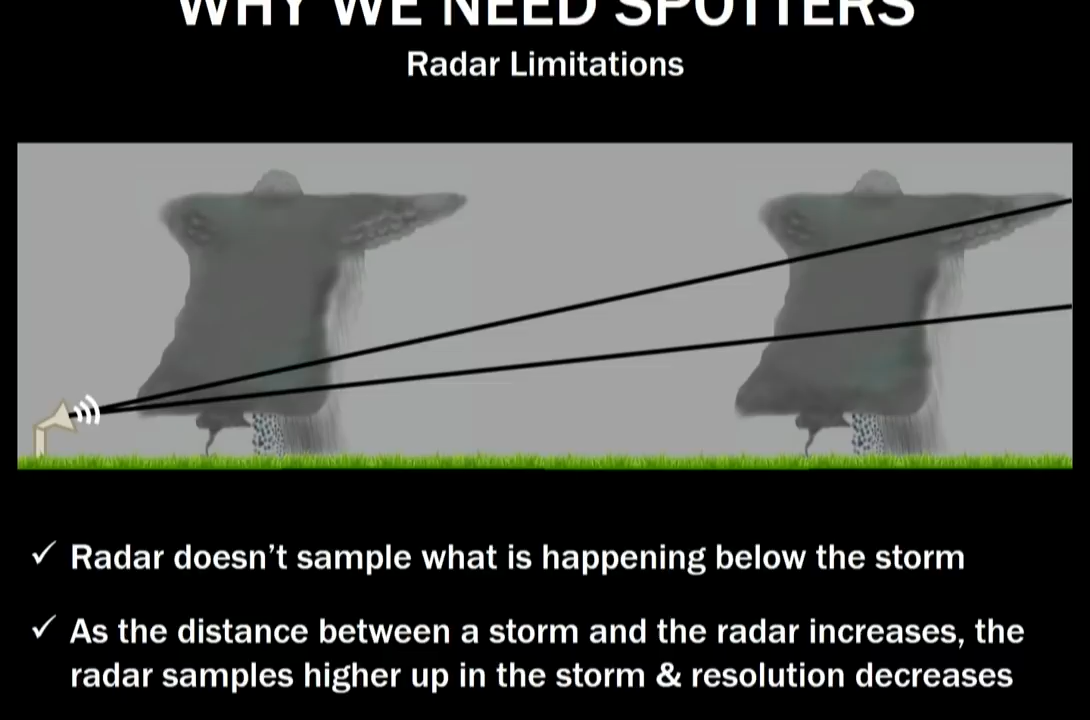 WHY WE NEED SPOTTERS
Radar Limitations
✓ Radar doesn’t sample what is happening below the storm
✓ As the distance between a storm and the radar increases, the
radar samples higher up in the storm & resolution decreases